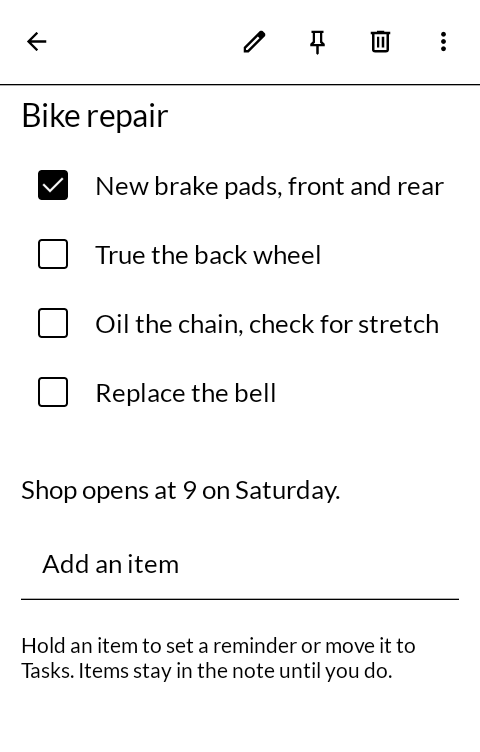 Bike repair
New brake pads, front and rear
True the back wheel
Oil the chain, check for stretch
Replace the bell
Shop opens at 9 on Saturday.
Add an item
Hold an item to set a reminder or move it to
Tasks. Items stay in the note until you do.